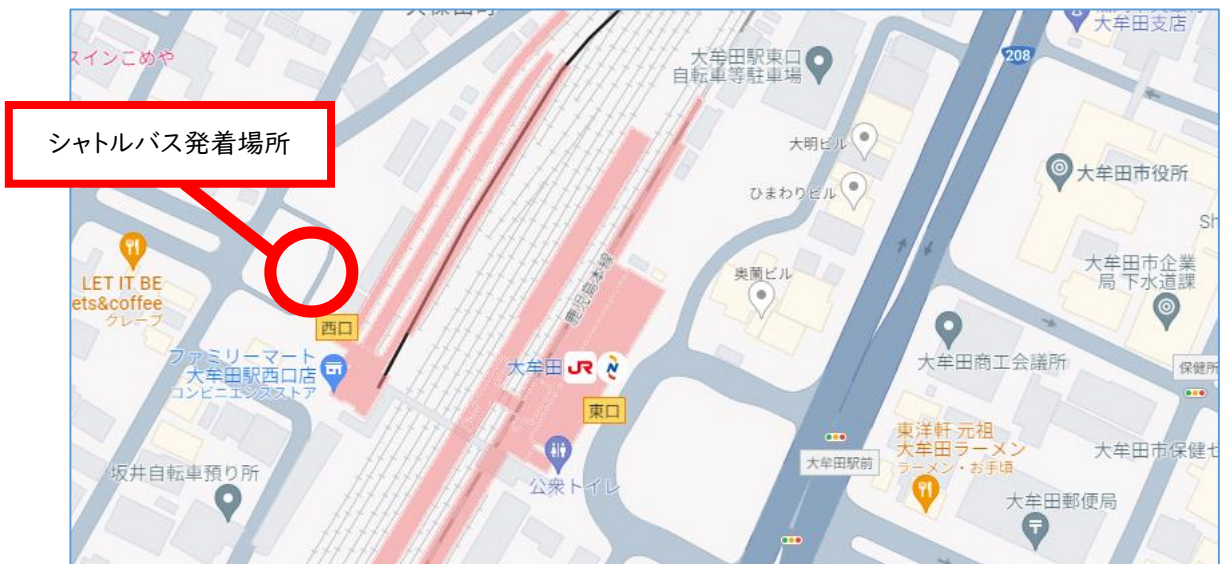 大牟田支店
スインこめや
大牟田駅東口
自転車等駐車場
208
シャトルバス発着場所
大明ビル
大牟田市役所
ひまわりビル
LET IT BE
ets&coffee
クレープ
鹿児島本線
奥薗ビル
大牟田市企業
局 下水道課
西口
ファミリーマート
大牟田駅西口店
コンビニエンスストア
大牟田
JR
東口
大牟田商工会議所
保健所
東洋軒 元祖
大牟田ラーメン
ラーメン・お手頃
大牟田駅前
大牟田市保健セ
坂井自転車預り所
公衆トイレ
大牟田郵便局